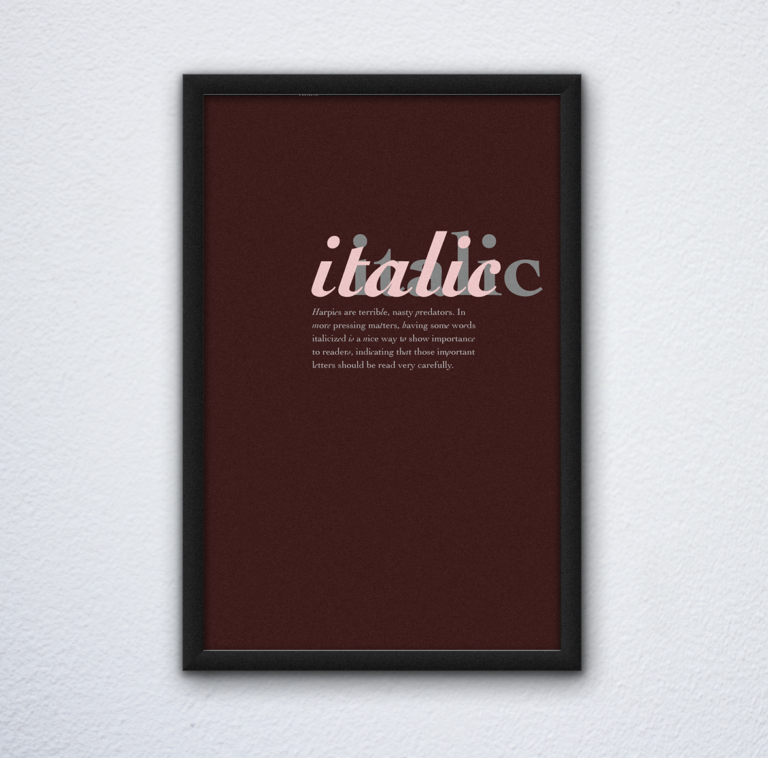 italic
italic
Harpies are terrible, nasty predators. In
more pressing matters, having some words
italicized is a nice way to show importance
to readers, indicating that those important
letters should be read very carefully.